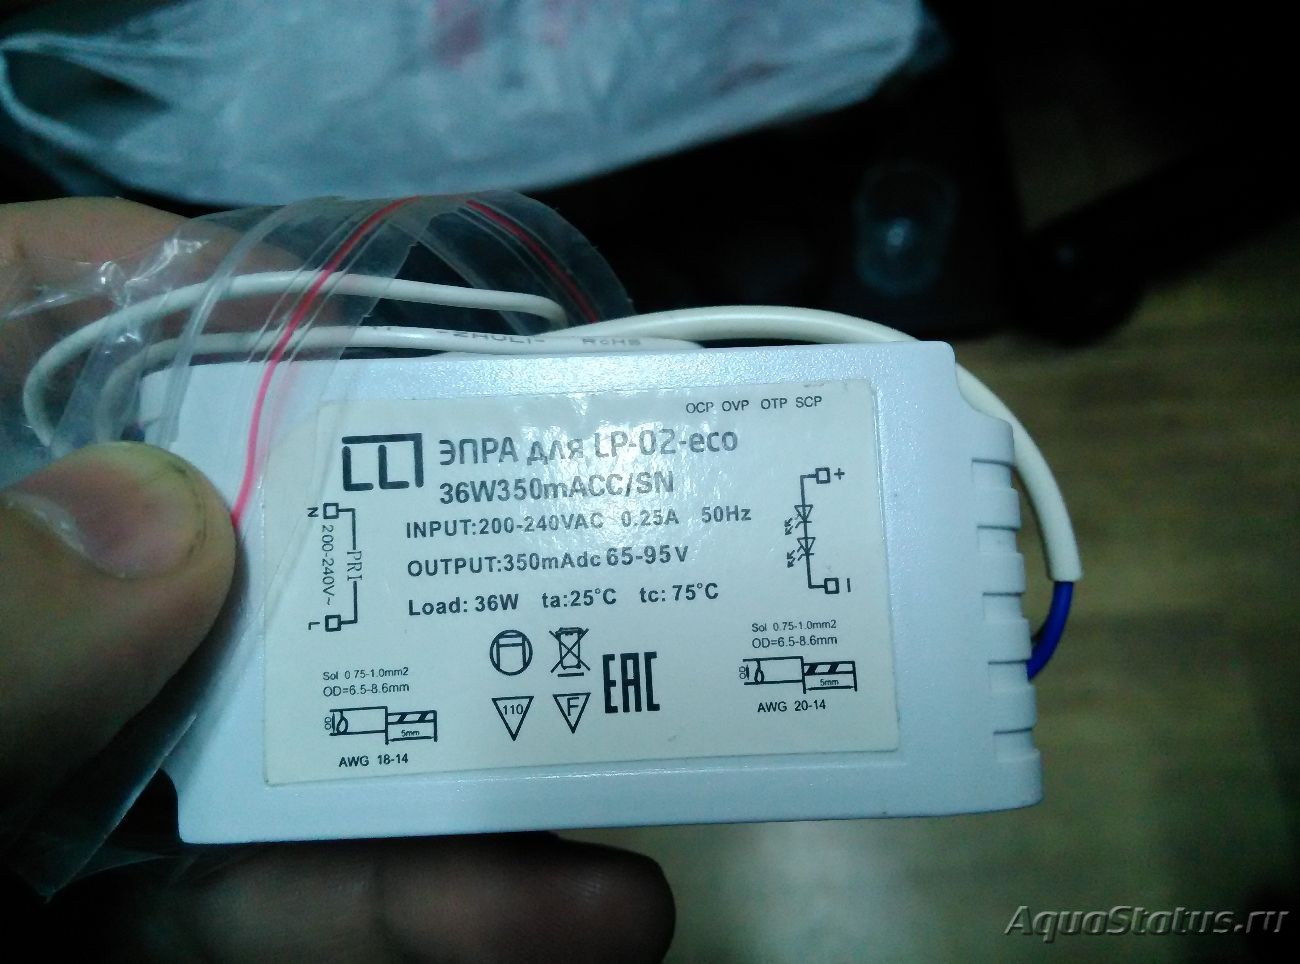 OCP OVP OTP SCP
ЭПРА для LP-02-eco
36W350mACC/SN
INPUT:200-240VAC 0.25A 50Hz
OUTPUT:350mAdc 65-95V
Load: 36W ta:25°C tc:75°C
N
200-240V~
PRI
L
+
Sol 0.75-1.0mm2
OD=6.5-8.6mm
OD
5mm
AWG 18-14
110
F
EAC
Sol 0.75-1.0mm2
OD=6.5-8.6mm
OD
5mm
AWG 20-14
RoHS
AquaStatus.ru